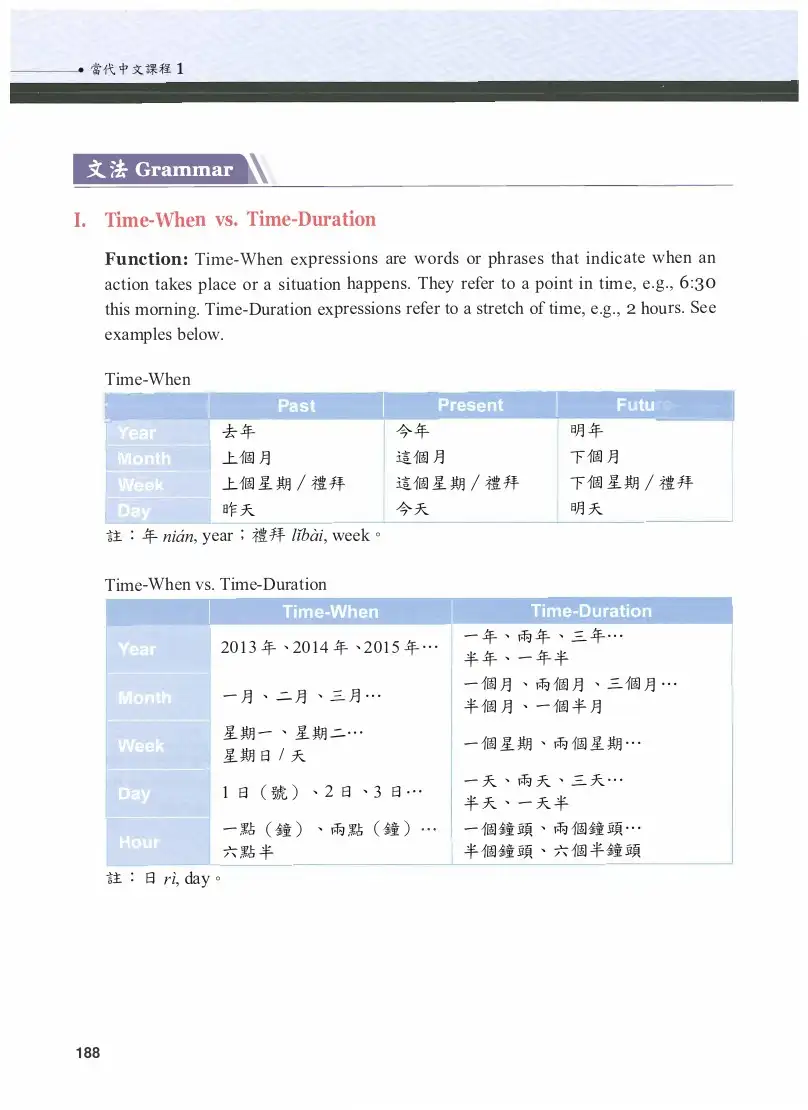 • 當代中文課程 1
文法 Grammar
I. Time-When vs. Time-Duration
Function: Time-When expressions are words or phrases that indicate when an
action takes place or a situation happens. They refer to a point in time, e.g., 6:30
this morning. Time-Duration expressions refer to a stretch of time, e.g., 2 hours. See
examples below.
Time-When
Past Present Futu
Year 去年 今年 明年
Month 上個月 這個月 下個月
Week 上個星期/禮拜 這個星期/禮拜 下個星期/禮拜
Day 昨天 今天 明天
註：年 nián, year；禮拜 lǐbài, week。
Time-When vs. Time-Duration
Time-When Time-Duration
Year 2013 年、2014 年、2015 年… 一年、兩年、三年…
半年、一年半
Month 一月、二月、三月… 一個月、兩個月、三個月…
半個月、一個半月
Week 星期一、星期二… 一個星期、兩個星期…
星期日/天
Day 1 日（號）、2 日、3 日… 一天、兩天、三天…
半天、一天半
Hour 一點（鐘）、兩點（鐘）… 一個鐘頭、兩個鐘頭…
六點半 半個鐘頭、六個半鐘頭
註：日 rì, day。
188